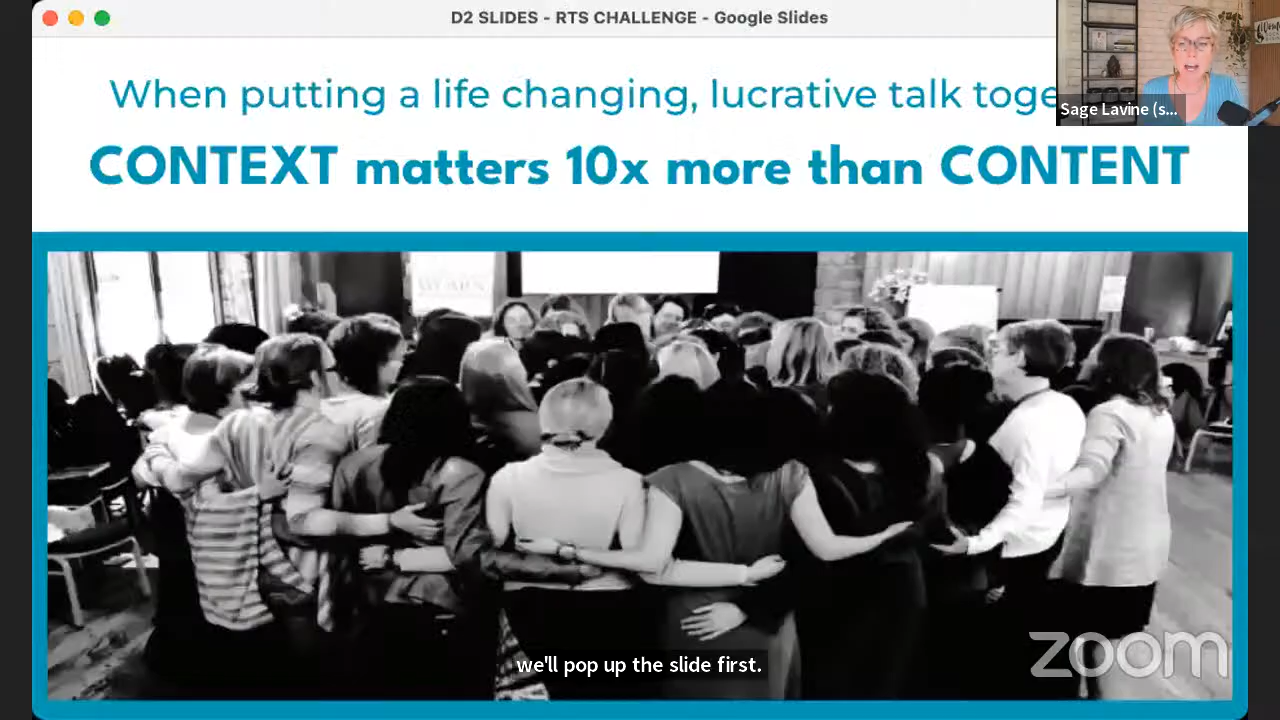 D2 SLIDES - RTS CHALLENGE - Google Slides
When putting a life changing, lucrative talk toge
Sage Lavine (s...
CONTEXT matters 10x more than CONTENT
we'll pop up the slide first.
zoom